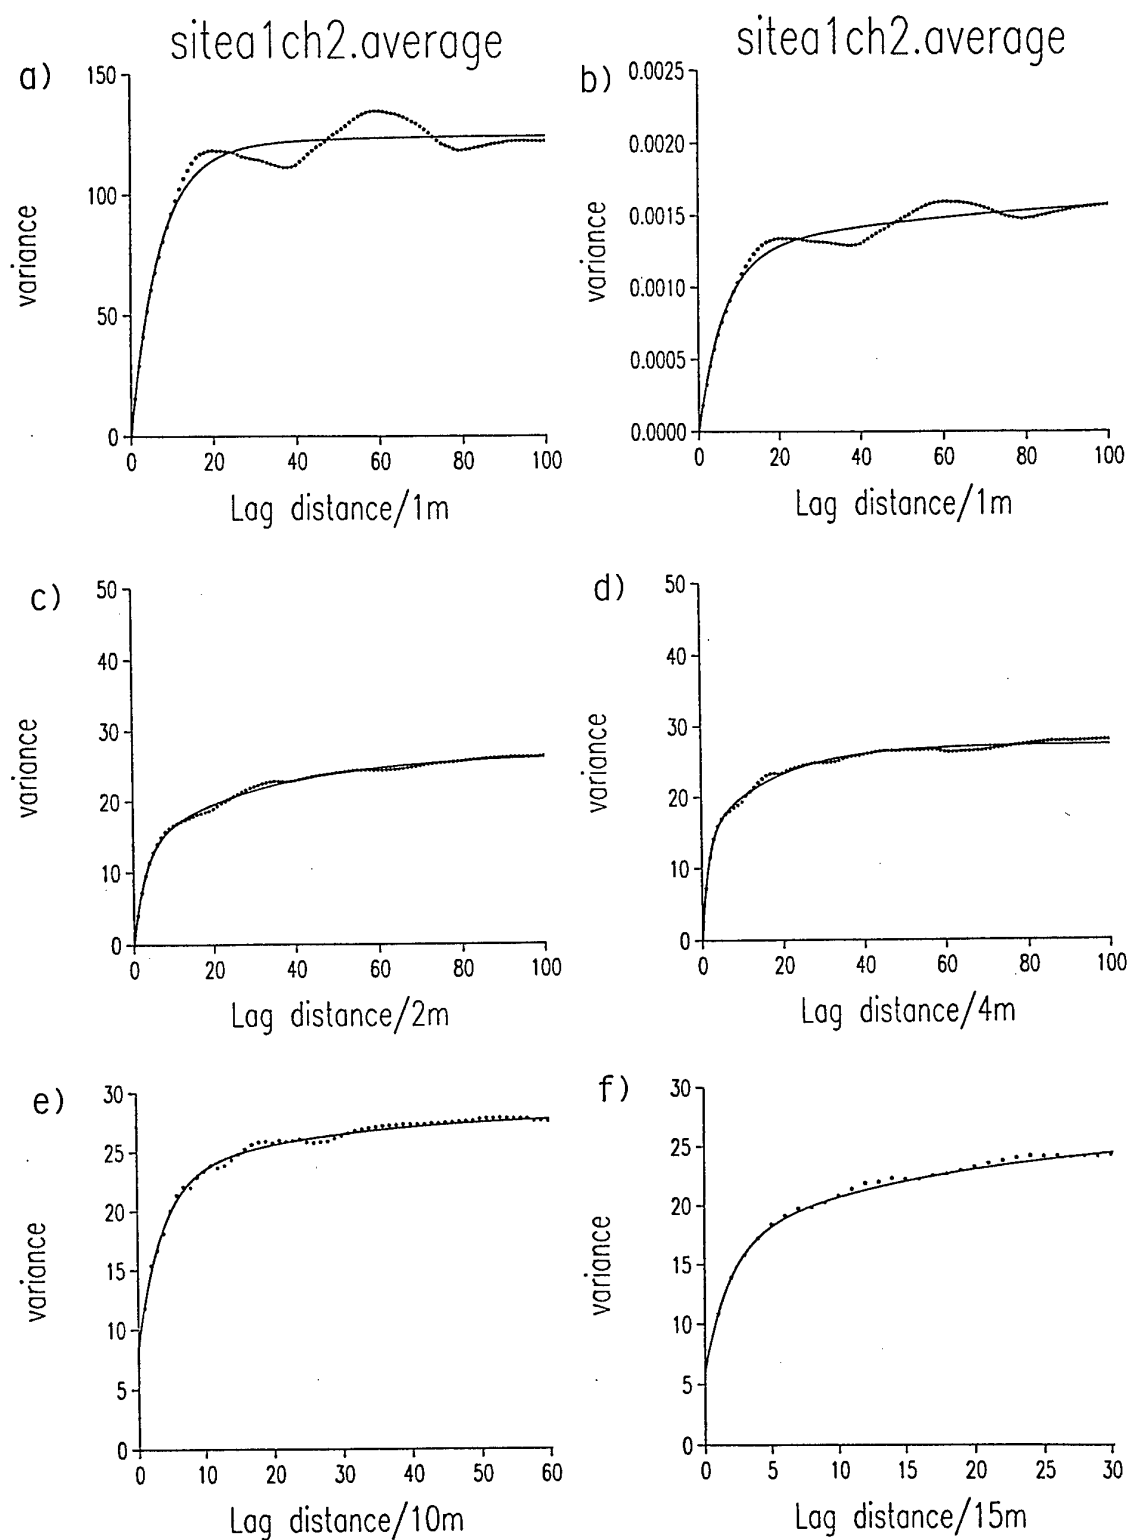 sitea1ch2.average
sitea1ch2.average
a)
150
100
50
0
variance
0 20 40 60 80 100
Lag distance/1m
b)
0.0025
0.0020
0.0015
0.0010
0.0005
0.0000
variance
0 20 40 60 80 100
Lag distance/1m
c)
50
40
30
20
10
0
variance
0 20 40 60 80 100
Lag distance/2m
d)
50
40
30
20
10
0
variance
0 20 40 60 80 100
Lag distance/4m
e)
30
25
20
15
10
5
0
variance
0 10 20 30 40 50 60
Lag distance/10m
f)
30
25
20
15
10
5
0
variance
0 5 10 15 20 25 30
Lag distance/15m